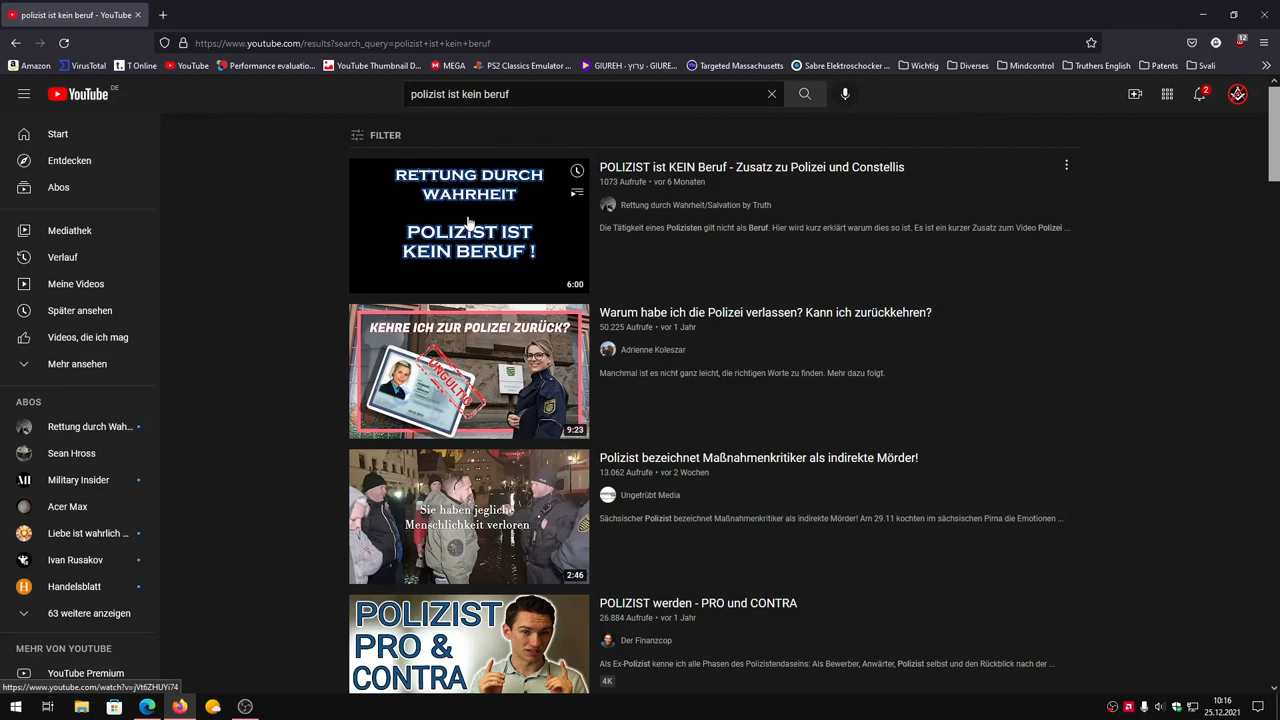 polizist ist kein beruf - YouTube
https://www.youtube.com/results?search_query=polizist+ist+kein+beruf
12
Amazon VirusTotal T Online YouTube Performance evaluatio... YouTube Thumbnail D... MEGA PS2 Classics Emulator ... GIUREH - ערוץ - GIURE... Targeted Massachusetts Sabre Elektroschocker ... Wichtig Diverses Mindcontrol Truthers English Patents Svali
YouTube DE
polizist ist kein beruf
2
Start
Entdecken
Abos
Mediathek
Verlauf
Meine Videos
Später ansehen
Videos, die ich mag
Mehr ansehen
ABOS
Rettung durch Wah...
Sean Hross
Military Insider
Acer Max
Liebe ist wahrlich ...
Ivan Rusakov
Handelsblatt
63 weitere anzeigen
MEHR VON YOUTUBE
YouTube Premium
https://www.youtube.com/watch?v=jVt6ZHUYi74
FILTER
RETTUNG DURCH
WAHRHEIT
POLIZIST IST
KEIN BERUF !
6:00
POLIZIST ist KEIN Beruf - Zusatz zu Polizei und Constellis
1073 Aufrufe • vor 6 Monaten
Rettung durch Wahrheit/Salvation by Truth
Die Tätigkeit eines Polizisten gilt nicht als Beruf. Hier wird kurz erklärt warum dies so ist. Es ist ein kurzer Zusatz zum Video Polizei ...
KEHRE ICH ZUR POLIZEI ZURÜCK?
UNGÜLTIG
9:23
Warum habe ich die Polizei verlassen? Kann ich zurückkehren?
50.225 Aufrufe • vor 1 Jahr
Adrienne Koleszar
Manchmal ist es nicht ganz leicht, die richtigen Worte zu finden. Mehr dazu folgt.
Sie haben jegliche
Menschlichkeit verloren
2:46
Polizist bezeichnet Maßnahmenkritiker als indirekte Mörder!
13.062 Aufrufe • vor 2 Wochen
Ungetrübt Media
Sächsischer Polizist bezeichnet Maßnahmenkritiker als indirekte Mörder! Am 29.11 kochten im sächsischen Pirna die Emotionen ...
POLIZIST
PRO &
CONTRA
POLIZIST werden - PRO und CONTRA
26.884 Aufrufe • vor 1 Jahr
Der Finanzcop
Als Ex-Polizist kenne ich alle Phasen des Polizistendaseins: Als Bewerber, Anwärter, Polizist selbst und den Rückblick nach der ...
4K
10:16
25.12.2021